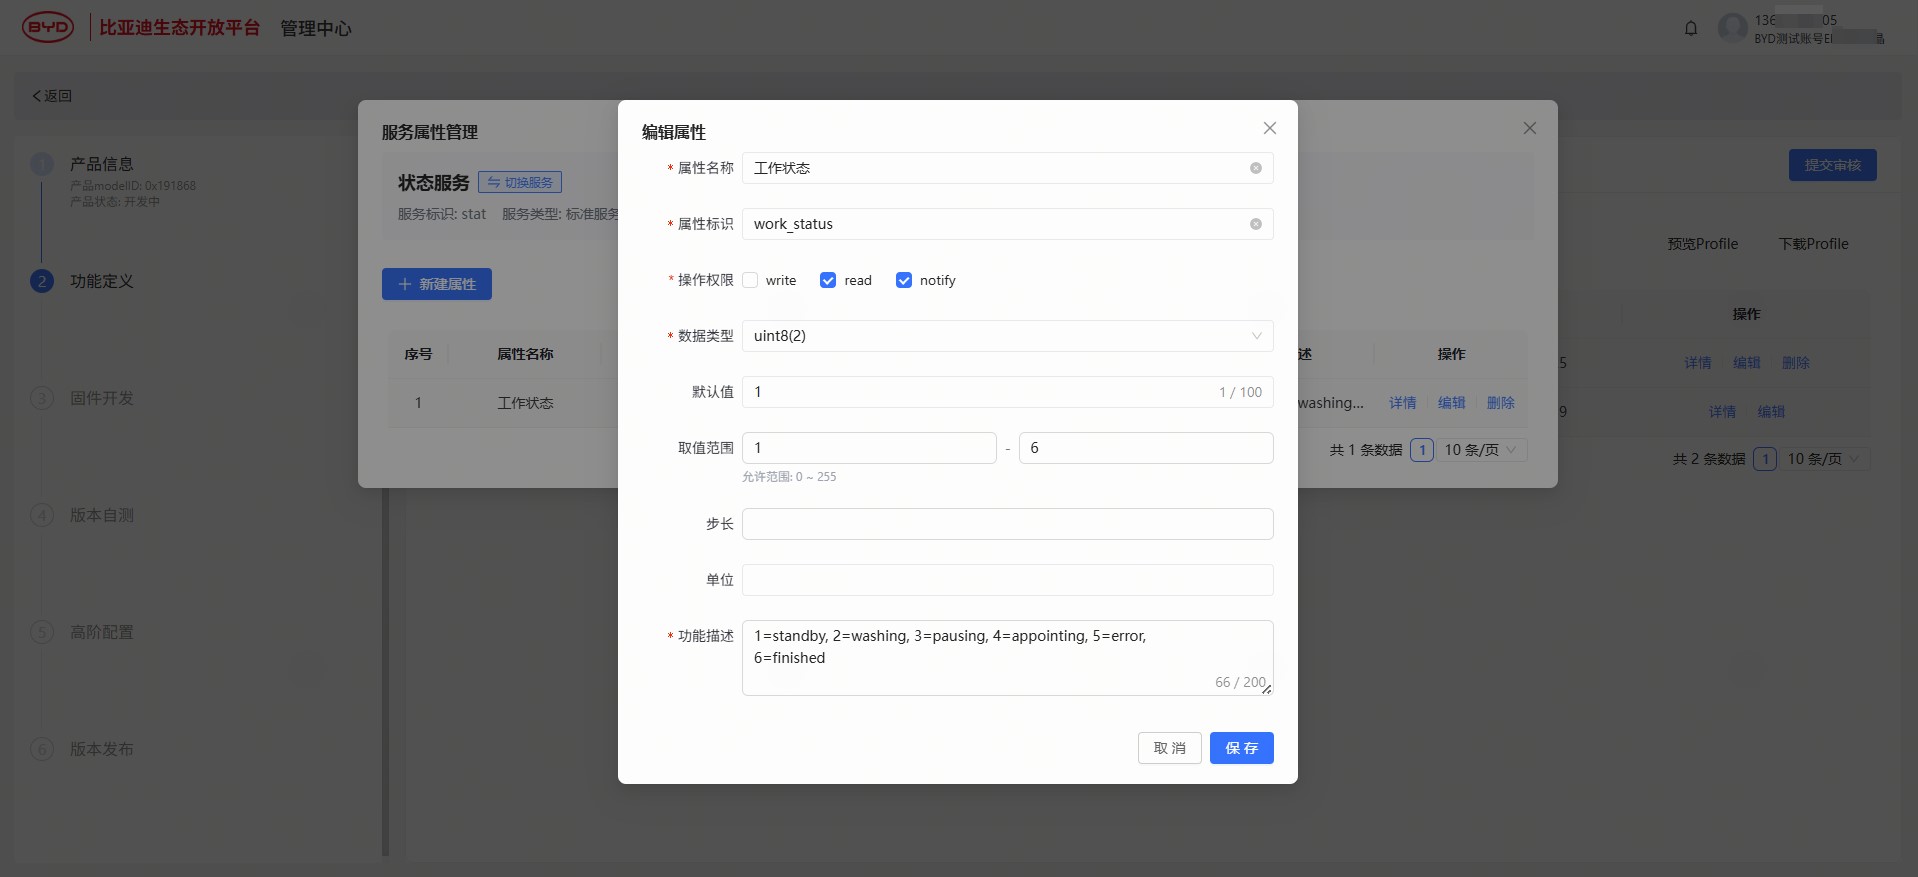 BYD 比亚迪生态开放平台 管理中心
136 05
BYD测试账号 晶
返回
1 产品信息
产品modelID: 0x191868
产品状态: 开发中
2 功能定义
3 固件开发
4 版本自测
5 高阶配置
6 版本发布
提交审核
预览Profile 下载Profile
操作
5 详情 编辑 删除
9 详情 编辑
共 2 条数据 1 10 条/页
服务属性管理
状态服务 切换服务
服务标识: stat 服务类型: 标准服务
新建属性
序号 属性名称 述 操作
1 工作状态 washing... 详情 编辑 删除
共 1 条数据 1 10 条/页
编辑属性
* 属性名称 工作状态
* 属性标识 work_status
* 操作权限 write read notify
* 数据类型 uint8(2)
默认值 1 1 / 100
取值范围 1 - 6
允许范围: 0 ~ 255
步长
单位
* 功能描述 1=standby, 2=washing, 3=pausing, 4=appointing, 5=error,
6=finished
66 / 200
取 消 保 存